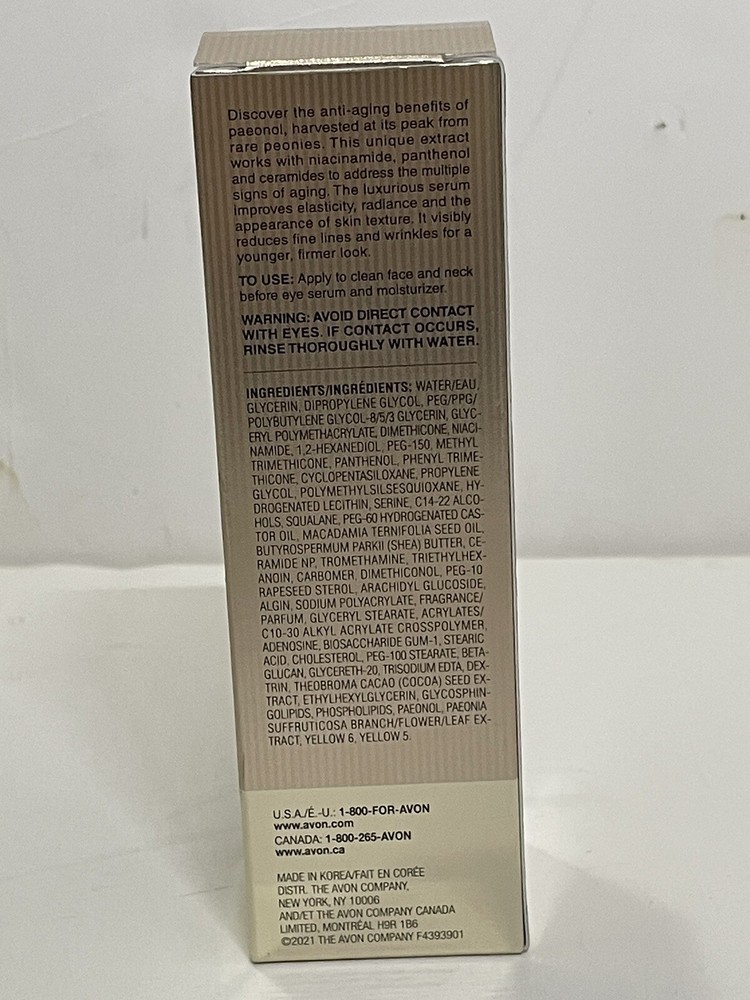 Discover the anti-aging benefits of
paeonol, harvested at its peak from
rare peonies. This unique extract
works with niacinamide, panthenol
and ceramides to address the multiple
signs of aging. The luxurious serum
improves elasticity, radiance and the
appearance of skin texture. It visibly
reduces fine lines and wrinkles for a
younger, firmer look.
TO USE: Apply to clean face and neck
before eye serum and moisturizer.
WARNING: AVOID DIRECT CONTACT
WITH EYES. IF CONTACT OCCURS,
RINSE THOROUGHLY WITH WATER.
INGREDIENTS/INGRÉDIENTS: WATER/EAU,
GLYCERIN, DIPROPYLENE GLYCOL, PEG/PPG/
POLYBUTYLENE GLYCOL-8/5/3 GLYCERIN, GLYC-
ERYL POLYMETHACRYLATE, DIMETHICONE, NIACI-
NAMIDE, 1,2-HEXANEDIOL, PEG-150, METHYL
TRIMETHICONE, PANTHENOL, PHENYL TRIME-
THICONE, CYCLOPENTASILOXANE, PROPYLENE
GLYCOL, POLYMETHYLSILSESQUIOXANE, HY-
DROGENATED LECITHIN, SERINE, C14-22 ALCO-
HOLS, SQUALANE, PEG-60 HYDROGENATED CAS-
TOR OIL, MACADAMIA TERNIFOLIA SEED OIL,
BUTYROSPERMUM PARKII (SHEA) BUTTER, CE-
RAMIDE NP, TROMETHAMINE, TRIETHYLHEX-
ANOIN, CARBOMER, DIMETHICONOL, PEG-10
RAPESEED STEROL, ARACHIDYL GLUCOSIDE,
ALGIN, SODIUM POLYACRYLATE, FRAGRANCE/
PARFUM, GLYCERYL STEARATE, ACRYLATES/
C10-30 ALKYL ACRYLATE CROSSPOLYMER,
ADENOSINE, BIOSACCHARIDE GUM-1, STEARIC
ACID, CHOLESTEROL, PEG-100 STEARATE, BETA-
GLUCAN, GLYCERETH-20, TRISODIUM EDTA, DEX-
TRIN, THEOBROMA CACAO (COCOA) SEED EX-
TRACT, ETHYLHEXYLGLYCERIN, GLYCOSPHIN-
GOLIPIDS, PHOSPHOLIPIDS, PAEONOL, PAEONIA
SUFFRUTICOSA BRANCH/FLOWER/LEAF EX-
TRACT, YELLOW 6, YELLOW 5.
U.S.A./É.-U.: 1-800-FOR-AVON
www.avon.com
CANADA: 1-800-265-AVON
www.avon.ca
MADE IN KOREA/FAIT EN CORÉE
DISTR. THE AVON COMPANY,
NEW YORK, NY 10006
AND/ET THE AVON COMPANY CANADA
LIMITED, MONTRÉAL H9R 1B6
©2021 THE AVON COMPANY F4393901